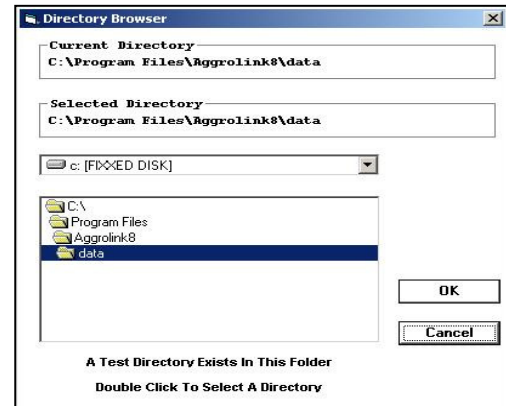 Directory Browser
Current Directory
C:\Program Files\Aggrolink8\data
Selected Directory
C:\Program Files\Aggrolink8\data
c: [FIXXED DISK]
C:\
Program Files
Aggrolink8
data
OK
Cancel
A Test Directory Exists In This Folder
Double Click To Select A Directory